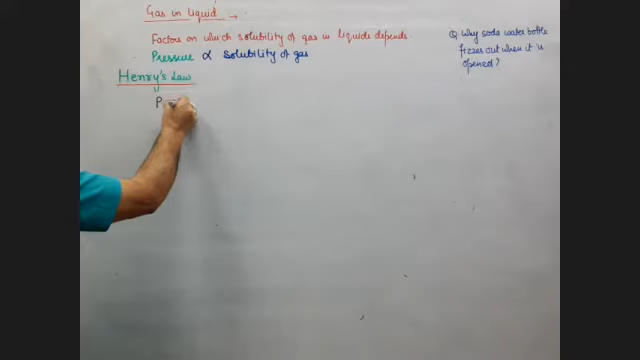 Gas in liquid →
Factors on which solubility of gas in liquids depends.
Pressure ∝ solubility of gas
Henry's Law
P
Q Why soda water bottle
fizzes out when it is
opened?